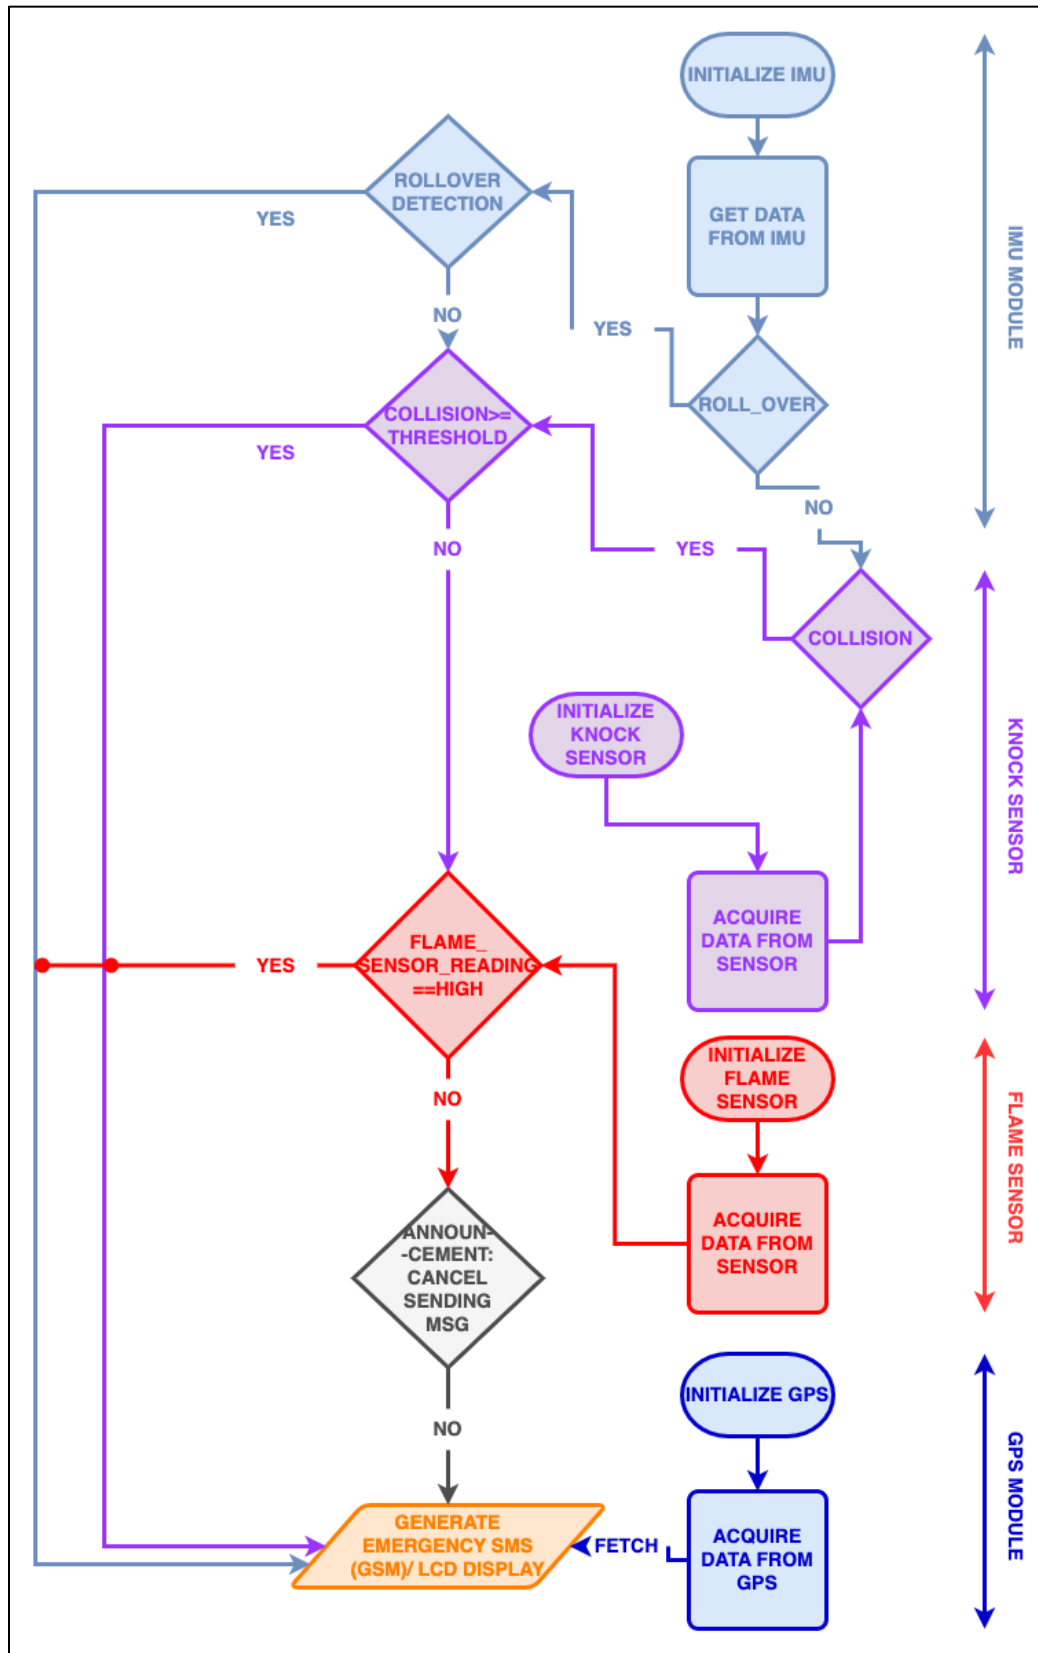 INITIALIZE IMU
ROLLOVER
DETECTION
YES
GET DATA
FROM IMU
IMU MODULE
NO
YES
COLLISION>=
THRESHOLD
ROLL_OVER
YES
NO
NO
YES
COLLISION
INITIALIZE
KNOCK
SENSOR
KNOCK SENSOR
ACQUIRE
DATA FROM
SENSOR
FLAME_
SENSOR_READING
==HIGH
YES
INITIALIZE
FLAME
SENSOR
NO
FLAME SENSOR
ACQUIRE
DATA FROM
SENSOR
ANNOUN-
-CEMENT:
CANCEL
SENDING
MSG
INITIALIZE GPS
NO
GPS MODULE
GENERATE
EMERGENCY SMS
(GSM)/ LCD DISPLAY
FETCH
ACQUIRE
DATA FROM
GPS